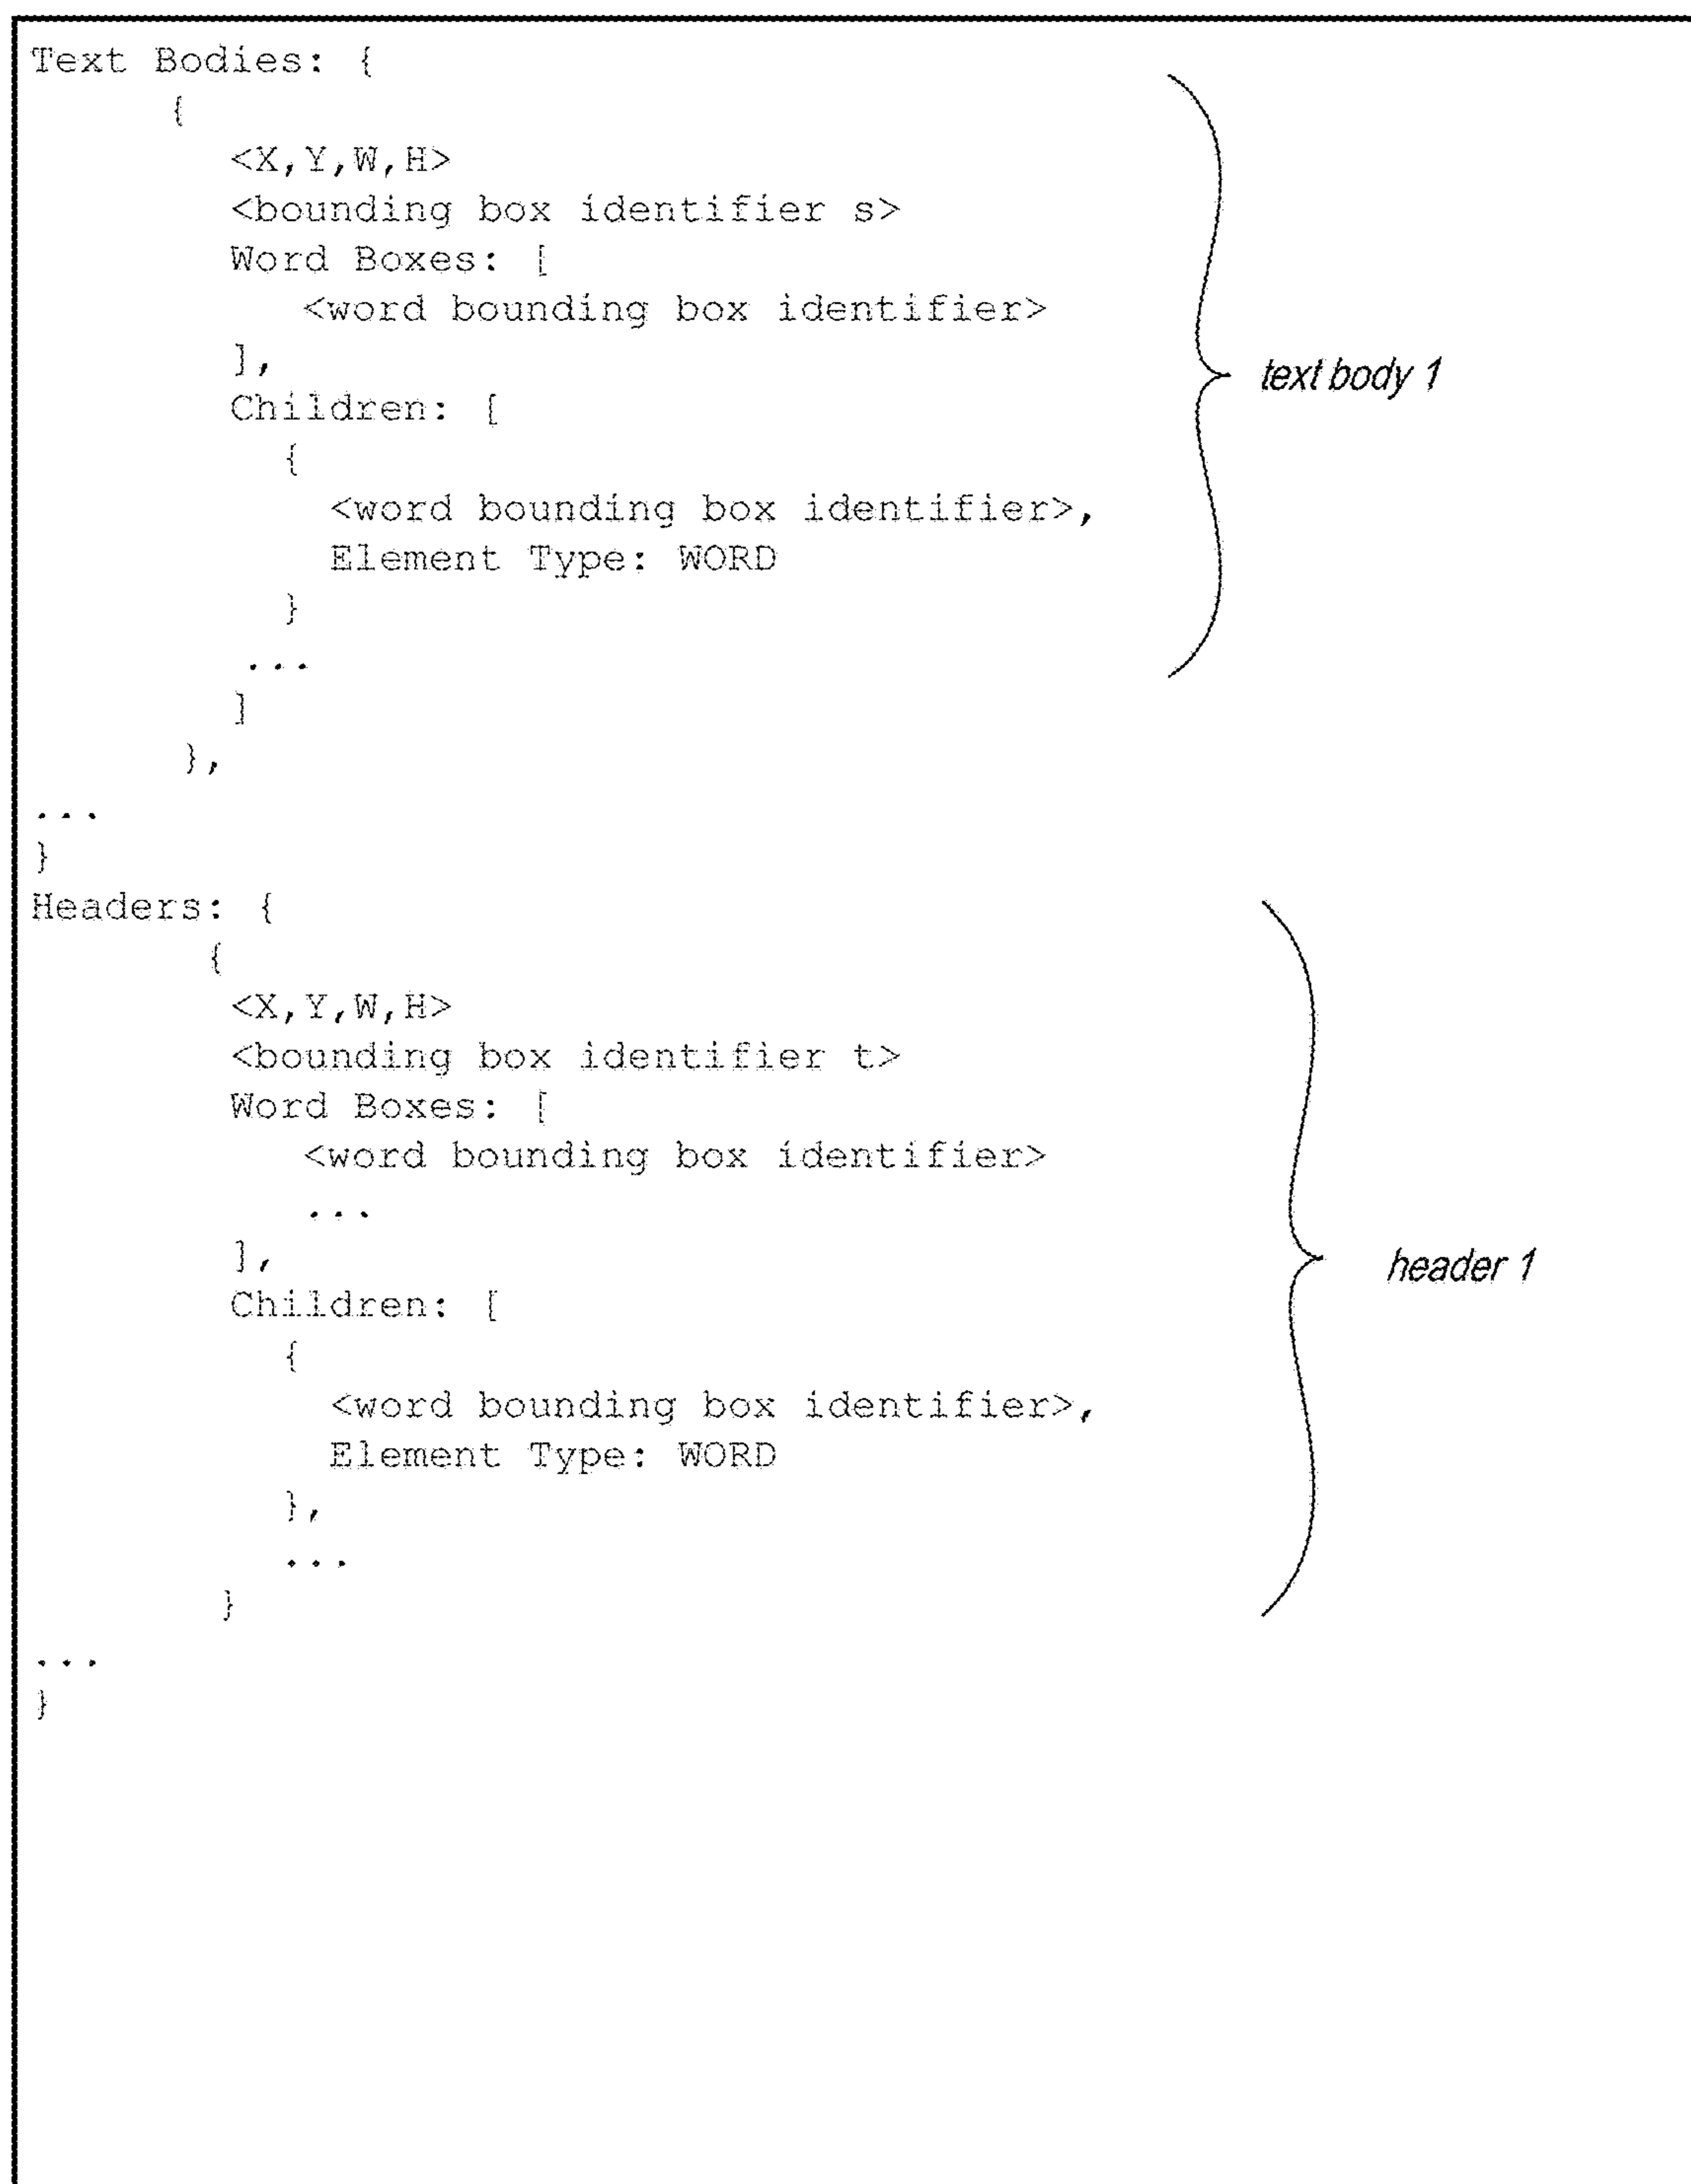 Text Bodies: {
{
<X,Y,W,H>
<bounding box identifier s>
Word Boxes: [
<word bounding box identifier>
],
Children: [
{
<word bounding box identifier>,
Element Type: WORD
}
...
]
},
...
}
text body 1
Headers: {
{
<X,Y,W,H>
<bounding box identifier t>
Word Boxes: [
<word bounding box identifier>
...
],
Children: [
{
<word bounding box identifier>,
Element Type: WORD
},
...
}
...
}
header 1